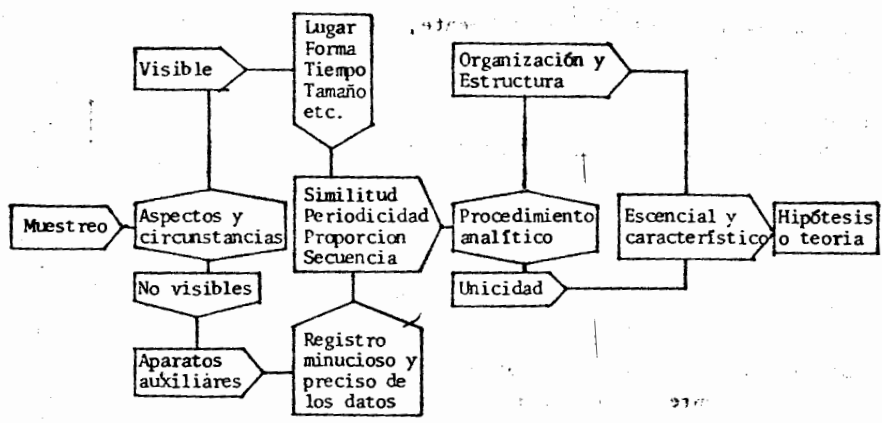 Visible
Lugar
Forma
Tiempo
Tamaño
etc.
Organización y
Estructura
Muestreo
Aspectos y
circunstancias
Similitud
Periodicidad
Proporcion
Secuencia
Procedimiento
analítico
Escencial y
característico
Hipótesis
o teoria
No visibles
Unicidad
Aparatos
auxiliares
Registro
minucioso y
preciso de
los datos